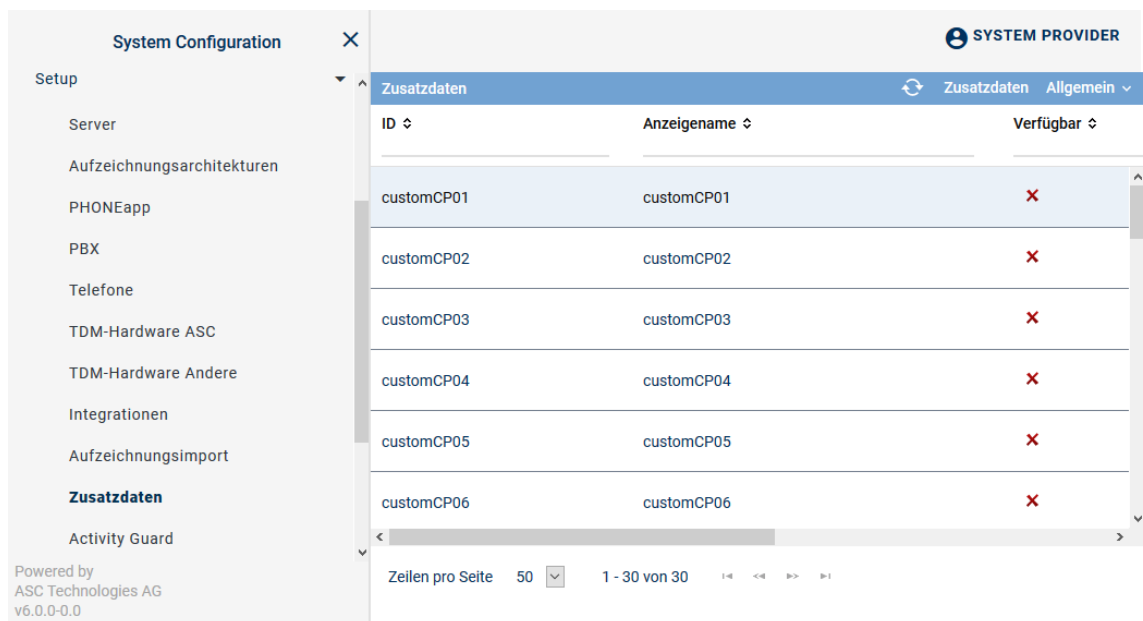 System Configuration
SYSTEM PROVIDER
Setup
Server
Aufzeichnungsarchitekturen
PHONEapp
PBX
Telefone
TDM-Hardware ASC
TDM-Hardware Andere
Integrationen
Aufzeichnungsimport
Zusatzdaten
Activity Guard
Powered by
ASC Technologies AG
v6.0.0-0.0
Zusatzdaten Zusatzdaten Allgemein
ID Anzeigename Verfügbar
customCP01 customCP01
customCP02 customCP02
customCP03 customCP03
customCP04 customCP04
customCP05 customCP05
customCP06 customCP06
Zeilen pro Seite 50 1 - 30 von 30